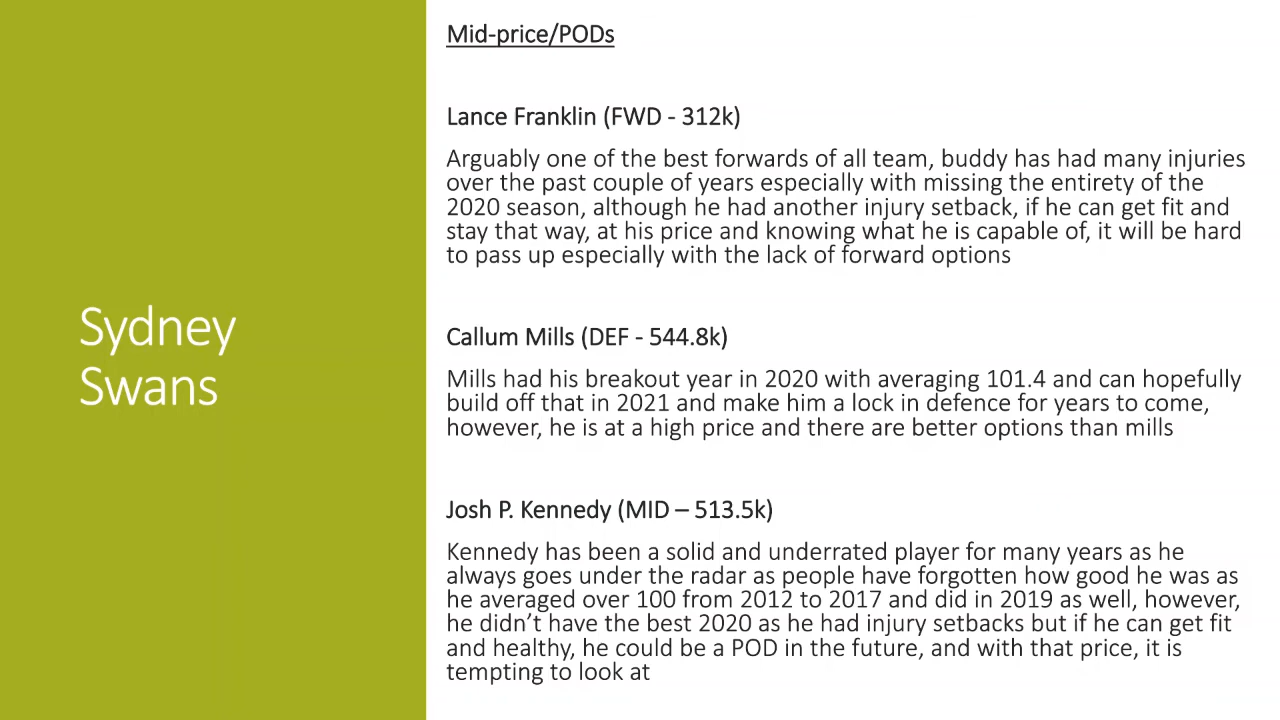 Sydney
Swans
Mid-price/PODs
Lance Franklin (FWD - 312k)
Arguably one of the best forwards of all team, buddy has had many injuries
over the past couple of years especially with missing the entirety of the
2020 season, although he had another injury setback, if he can get fit and
stay that way, at his price and knowing what he is capable of, it will be hard
to pass up especially with the lack of forward options
Callum Mills (DEF - 544.8k)
Mills had his breakout year in 2020 with averaging 101.4 and can hopefully
build off that in 2021 and make him a lock in defence for years to come,
however, he is at a high price and there are better options than mills
Josh P. Kennedy (MID – 513.5k)
Kennedy has been a solid and underrated player for many years as he
always goes under the radar as people have forgotten how good he was as
he averaged over 100 from 2012 to 2017 and did in 2019 as well, however,
he didn’t have the best 2020 as he had injury setbacks but if he can get fit
and healthy, he could be a POD in the future, and with that price, it is
tempting to look at